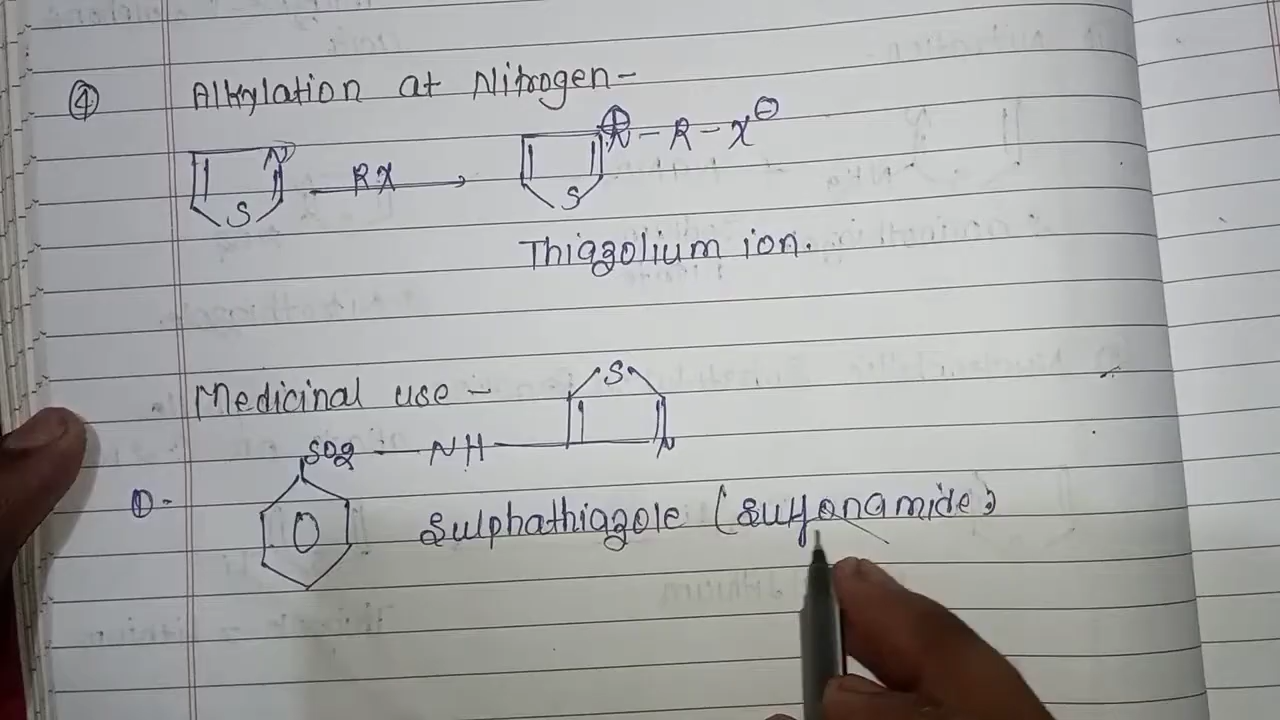 ④ Alkylation at Nitrogen-
N
S
RX
⊕
N - R - X⊖
S
Thiazolium ion.
Medicinal use -
S
N
SO2 - NH
①-
Sulphathiazole (Sulfonamide)